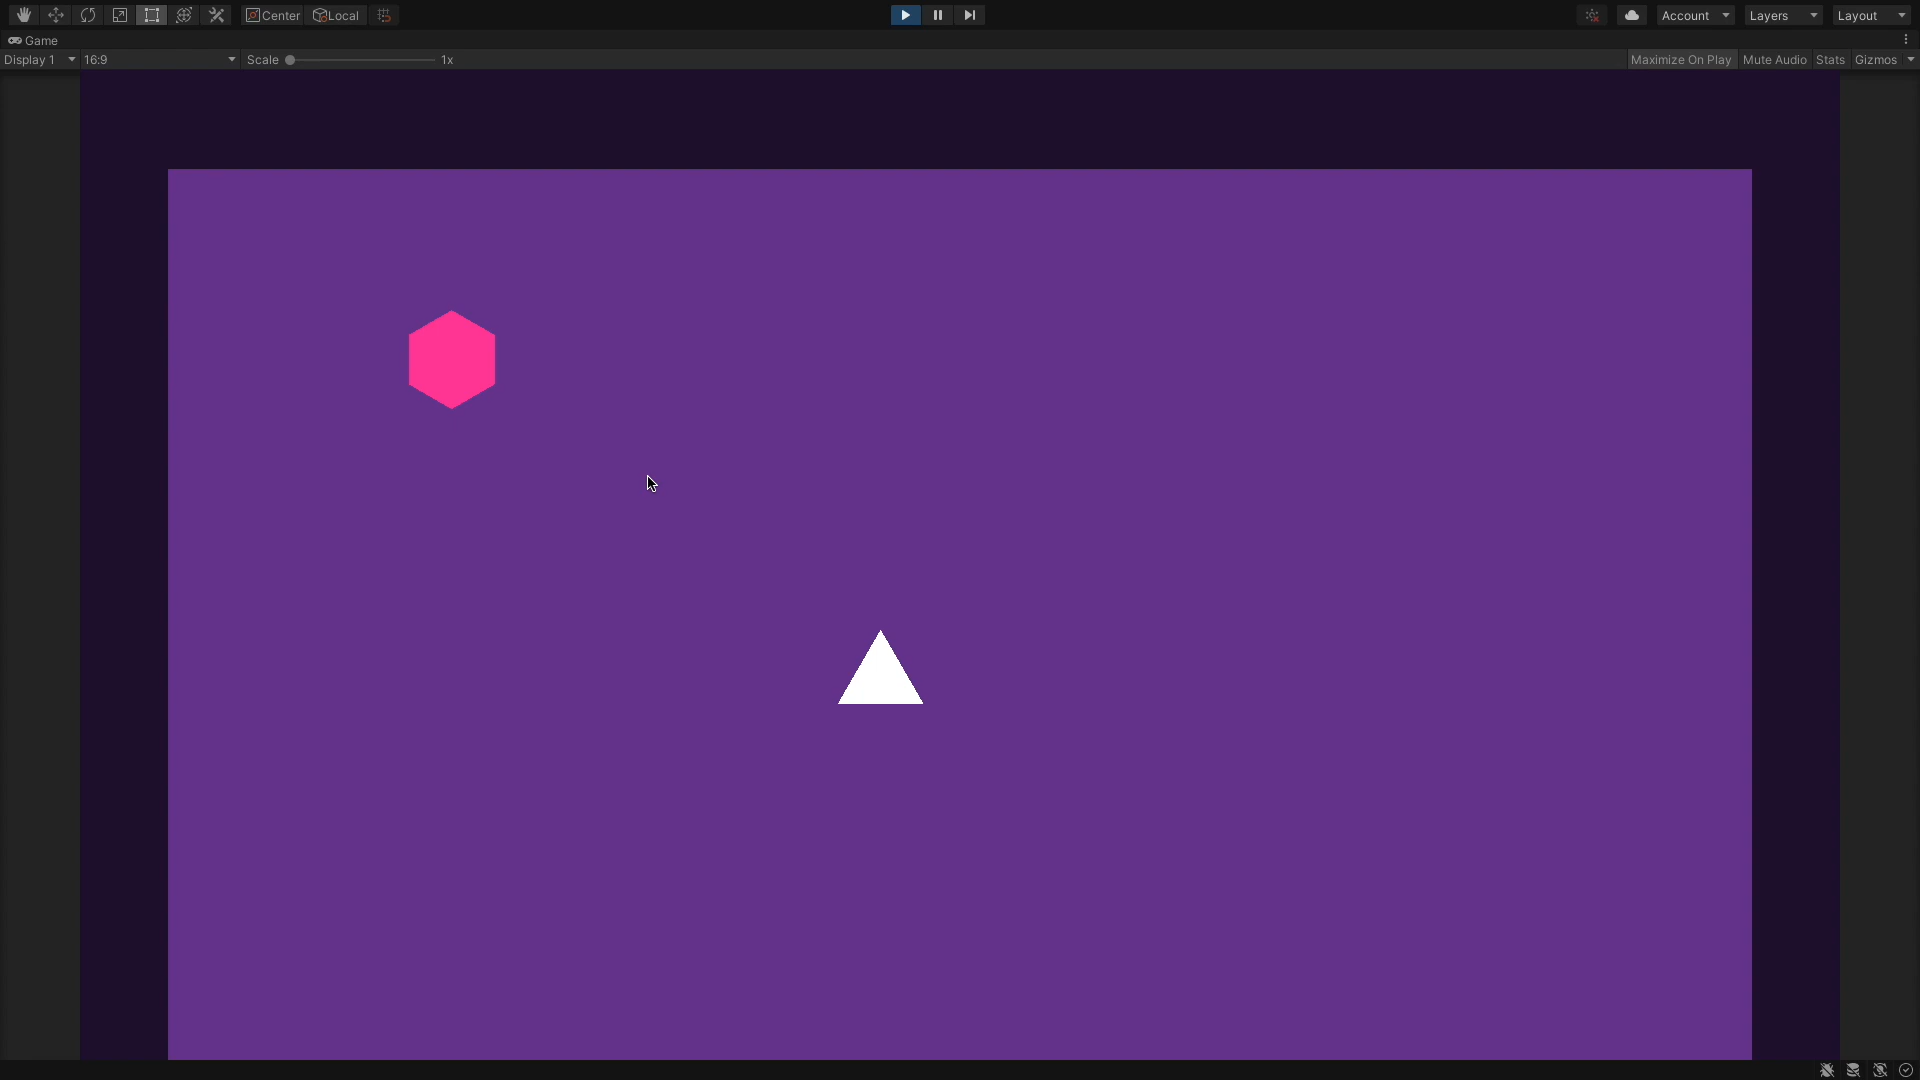 Center Local Account Layers Layout
Game
Display 1 16:9 Scale 1x Maximize On Play Mute Audio Stats Gizmos